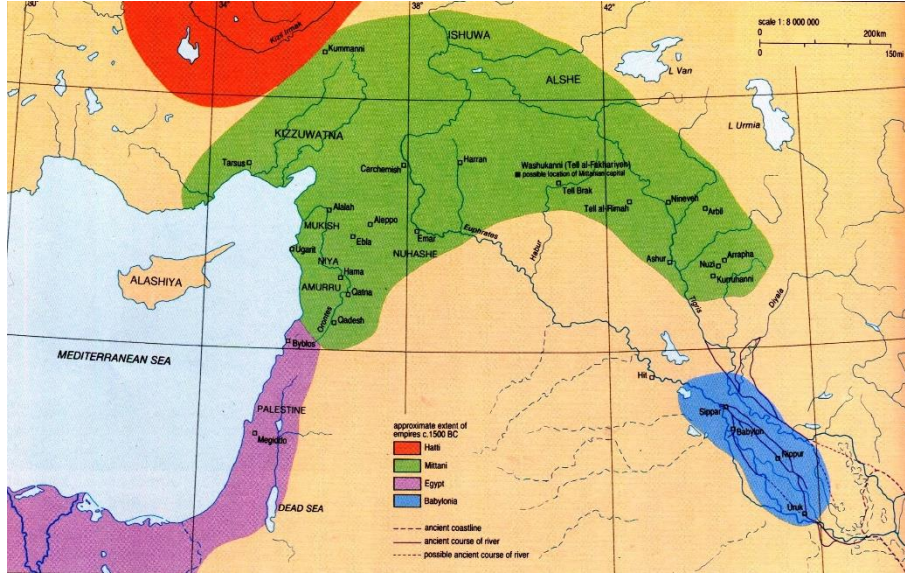 30°
34°
38°
42°
scale 1: 8 000 000
0 200km
0 150mi
Kizil Irmak
Kummanni
ISHUWA
L Van
ALSHE
L Urmia
KIZZUWATNA
Tarsus
Carchemish
Harran
Washukanni (Tell al-Fakhariyeh)
possible location of Mittanian capital
Tell Brak
Tell al-Rimah
Nineveh
Arbil
Alalah
MUKISH
Aleppo
Ebla
Emar
Euphrates
Ugarit
NIYA
NUHASHE
Habur
Ashur
Nuzi
Arrapha
Kurruhanni
ALASHIYA
Hama
AMURRU
Qatna
Orontes
Qadesh
Tigris
Diyala
Byblos
MEDITERRANEAN SEA
Hit
PALESTINE
Megiddo
Sippar
Babylon
Nippur
Uruk
DEAD SEA
approximate extent of
empires c.1500 BC
Hatti
Mittani
Egypt
Babylonia
ancient coastline
ancient course of river
possible ancient course of river